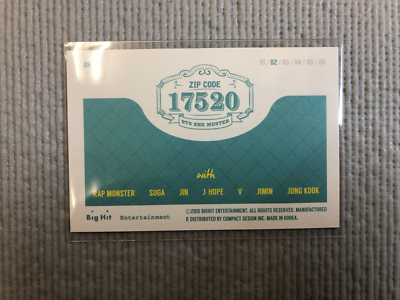 01 / 02 / 03 / 04 / 05 / 06
ZIP CODE
17520
BTS 2ND MUSTER
with
RAP MONSTER SUGA JIN J HOPE V JIMIN JUNG KOOK
Big Hit Entertainment
©2015 BIGHIT ENTERTAINMENT. ALL RIGHTS RESERVED. MANUFACTURED
& DISTRIBUTED BY COMPACT DESIGN INC. MADE IN KOREA.